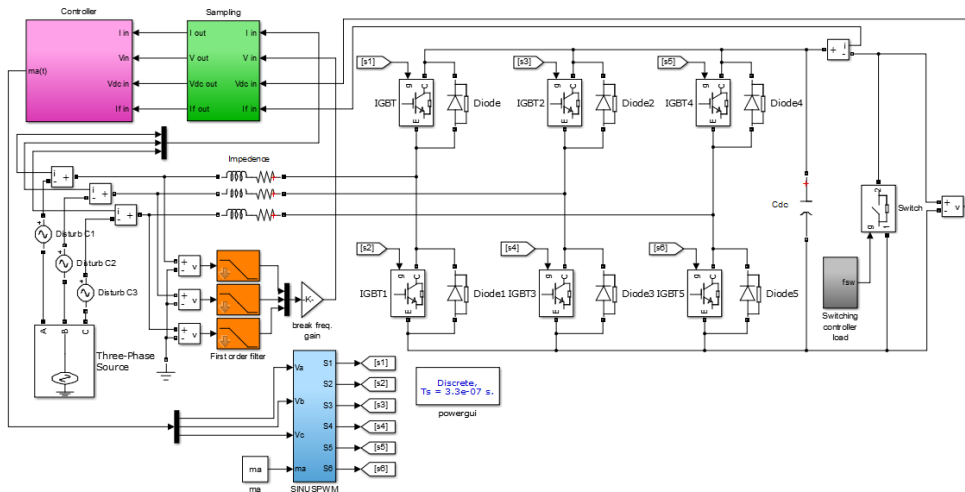 Controller
Sampling
I in
Vin
Vdc in
If in
ma(t)
I out
V out
Vdc out
If out
I in
V in
Vdc in
If in
[s1]
[s3]
[s5]
g
C
E
IGBT
Diode
g
C
E
IGBT2
Diode2
g
C
E
IGBT4
Diode4
+
i
-
Impedence
i
+
-
i
+
-
i
+
-
Disturb C1
Disturb C2
Disturb C3
A
B
C
Three-Phase
Source
+
v
-
+
v
-
+
v
-
First order filter
-K-
break freq.
gain
[s2]
[s4]
[s6]
g
C
E
IGBT1
Diode1
g
C
E
IGBT3
Diode3
g
C
E
IGBT5
Diode5
+
Cdc
2
g
1
Switch
+
v
-
fsw
Switching controller
load
Va
Vb
Vc
ma
S1
S2
S3
S4
S5
S6
SINUSPWM
[s1]
[s2]
[s3]
[s4]
[s5]
[s6]
ma
ma
Discrete,
Ts = 3.3e-07 s.
powergui